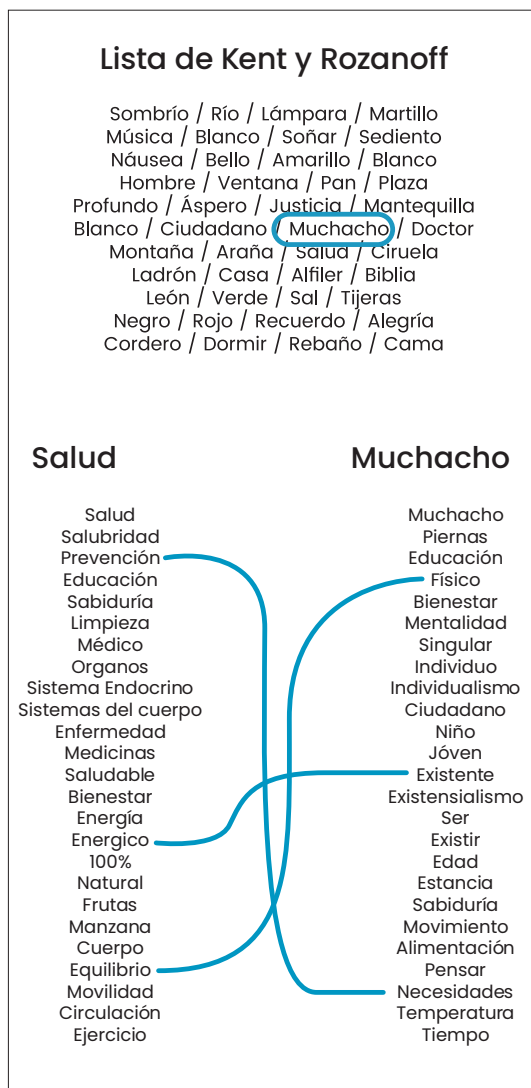 Lista de Kent y Rozanoff
Sombrío / Río / Lámpara / Martillo
Música / Blanco / Soñar / Sediento
Náusea / Bello / Amarillo / Blanco
Hombre / Ventana / Pan / Plaza
Profundo / Áspero / Justicia / Mantequilla
Blanco / Ciudadano / Muchacho / Doctor
Montaña / Araña / Salud / Ciruela
Ladrón / Casa / Alfiler / Biblia
León / Verde / Sal / Tijeras
Negro / Rojo / Recuerdo / Alegría
Cordero / Dormir / Rebaño / Cama
Salud
Salud
Salubridad
Prevención
Educación
Sabiduría
Limpieza
Médico
Organos
Sistema Endocrino
Sistemas del cuerpo
Enfermedad
Medicinas
Saludable
Bienestar
Energía
Energico
100%
Natural
Frutas
Manzana
Cuerpo
Equilibrio
Movilidad
Circulación
Ejercicio
Muchacho
Muchacho
Piernas
Educación
Físico
Bienestar
Mentalidad
Singular
Individuo
Individualismo
Ciudadano
Niño
Jóven
Existente
Existensialismo
Ser
Existir
Edad
Estancia
Sabiduría
Movimiento
Alimentación
Pensar
Necesidades
Temperatura
Tiempo